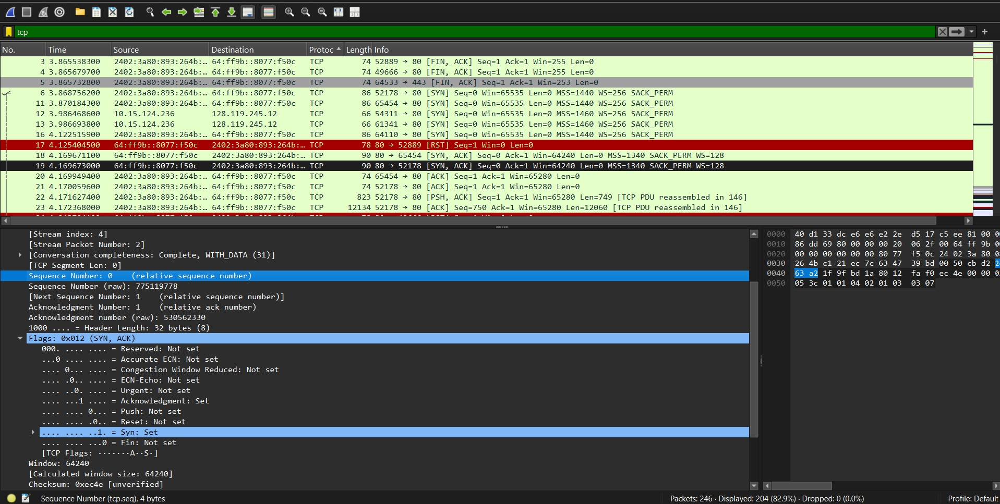 tcp
No. Time Source Destination Protoc Length Info
3 3.865538300 2402:3a80:893:264b:… 64:ff9b::8077:f50c TCP 74 52889 → 80 [FIN, ACK] Seq=1 Ack=1 Win=255 Len=0
4 3.865679700 2402:3a80:893:264b:… 64:ff9b::8077:f50c TCP 74 49666 → 80 [FIN, ACK] Seq=1 Ack=1 Win=255 Len=0
5 3.865732800 2402:3a80:893:264b:… 64:ff9b::8077:f50c TCP 74 64533 → 443 [FIN, ACK] Seq=1 Ack=1 Win=253 Len=0
6 3.868756200 2402:3a80:893:264b:… 64:ff9b::8077:f50c TCP 86 52178 → 80 [SYN] Seq=0 Win=65535 Len=0 MSS=1440 WS=256 SACK_PERM
11 3.870184300 2402:3a80:893:264b:… 64:ff9b::8077:f50c TCP 86 65454 → 80 [SYN] Seq=0 Win=65535 Len=0 MSS=1440 WS=256 SACK_PERM
12 3.986468600 10.15.124.236 128.119.245.12 TCP 66 54311 → 80 [SYN] Seq=0 Win=65535 Len=0 MSS=1460 WS=256 SACK_PERM
13 3.986693800 10.15.124.236 128.119.245.12 TCP 66 61341 → 80 [SYN] Seq=0 Win=65535 Len=0 MSS=1460 WS=256 SACK_PERM
16 4.122515900 2402:3a80:893:264b:… 64:ff9b::8077:f50c TCP 86 64110 → 80 [SYN] Seq=0 Win=65535 Len=0 MSS=1440 WS=256 SACK_PERM
17 4.125404500 64:ff9b::8077:f50c 2402:3a80:893:264b:… TCP 78 80 → 52889 [RST] Seq=1 Win=0 Len=0
18 4.169671100 64:ff9b::8077:f50c 2402:3a80:893:264b:… TCP 90 80 → 65454 [SYN, ACK] Seq=0 Ack=1 Win=64240 Len=0 MSS=1340 SACK_PERM WS=128
19 4.169673000 64:ff9b::8077:f50c 2402:3a80:893:264b:… TCP 90 80 → 52178 [SYN, ACK] Seq=0 Ack=1 Win=64240 Len=0 MSS=1340 SACK_PERM WS=128
20 4.169949400 2402:3a80:893:264b:… 64:ff9b::8077:f50c TCP 74 65454 → 80 [ACK] Seq=1 Ack=1 Win=65280 Len=0
21 4.170059600 2402:3a80:893:264b:… 64:ff9b::8077:f50c TCP 74 52178 → 80 [ACK] Seq=1 Ack=1 Win=65280 Len=0
22 4.171627400 2402:3a80:893:264b:… 64:ff9b::8077:f50c TCP 823 52178 → 80 [PSH, ACK] Seq=1 Ack=1 Win=65280 Len=749 [TCP PDU reassembled in 146]
23 4.172368000 2402:3a80:893:264b:… 64:ff9b::8077:f50c TCP 12134 52178 → 80 [ACK] Seq=750 Ack=1 Win=65280 Len=12060 [TCP PDU reassembled in 146]
[Stream index: 4]
[Stream Packet Number: 2]
[Conversation completeness: Complete, WITH_DATA (31)]
[TCP Segment Len: 0]
Sequence Number: 0    (relative sequence number)
Sequence Number (raw): 775119778
[Next Sequence Number: 1    (relative sequence number)]
Acknowledgment Number: 1    (relative ack number)
Acknowledgment number (raw): 530562330
1000 .... = Header Length: 32 bytes (8)
Flags: 0x012 (SYN, ACK)
000. .... .... = Reserved: Not set
...0 .... .... = Accurate ECN: Not set
.... 0... .... = Congestion Window Reduced: Not set
.... .0.. .... = ECN-Echo: Not set
.... ..0. .... = Urgent: Not set
.... ...1 .... = Acknowledgment: Set
.... .... 0... = Push: Not set
.... .... .0.. = Reset: Not set
.... .... ..1. = Syn: Set
.... .... ...0 = Fin: Not set
[TCP Flags: ·······A··S·]
Window: 64240
[Calculated window size: 64240]
Checksum: 0xec4e [unverified]
0000 40 d1 33 dc e6 e6 e2 2e d5 17 c5 ee 81 00
0010 86 dd 69 80 00 00 00 20 06 2f 00 64 ff 9b
0020 00 00 00 00 00 00 80 77 f5 0c 24 02 3a 80
0030 26 4b c1 21 ec 7c 63 47 39 bd 00 50 cb d2
0040 63 a2 1f 9f bd 1a 80 12 fa f0 ec 4e 00 00
0050 05 3c 01 01 04 02 01 03 03 07
Sequence Number (tcp.seq), 4 bytes
Packets: 246 · Displayed: 204 (82.9%) · Dropped: 0 (0.0%)
Profile: Default